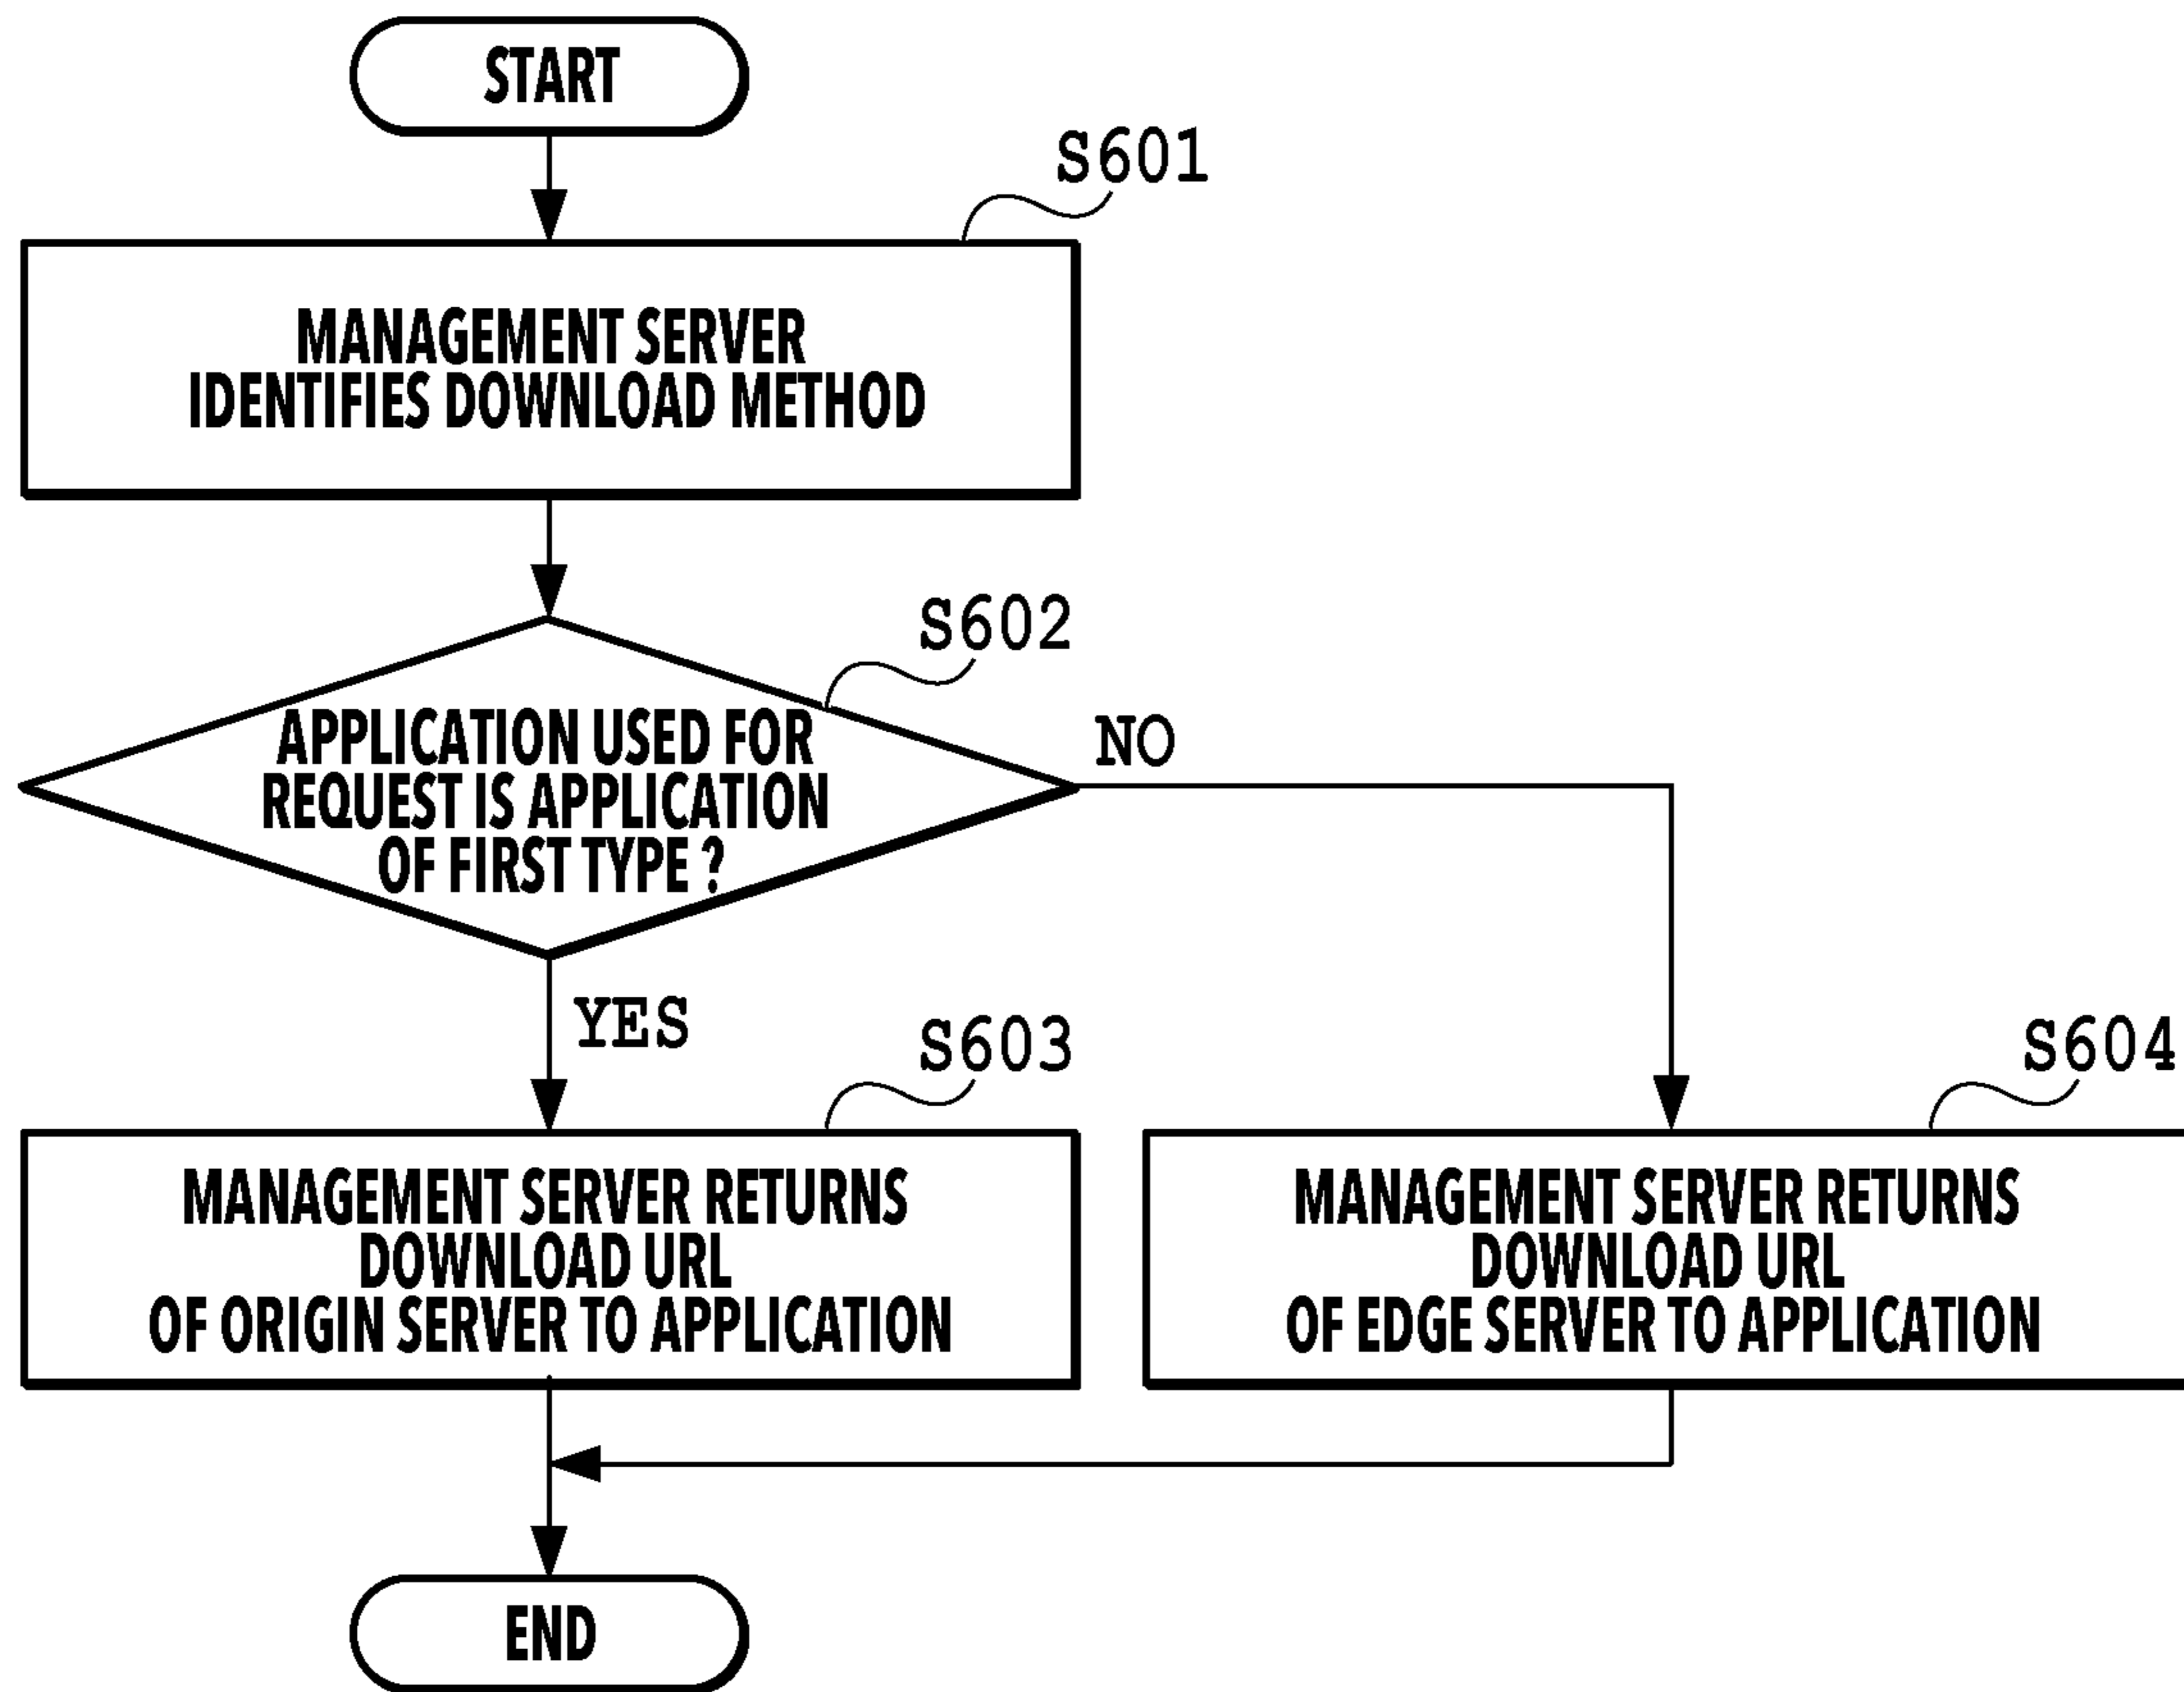 START
S601
MANAGEMENT SERVER
IDENTIFIES DOWNLOAD METHOD
S602
APPLICATION USED FOR
REQUEST IS APPLICATION
OF FIRST TYPE ?
NO
YES
S603
MANAGEMENT SERVER RETURNS
DOWNLOAD URL
OF ORIGIN SERVER TO APPLICATION
S604
MANAGEMENT SERVER RETURNS
DOWNLOAD URL
OF EDGE SERVER TO APPLICATION
END